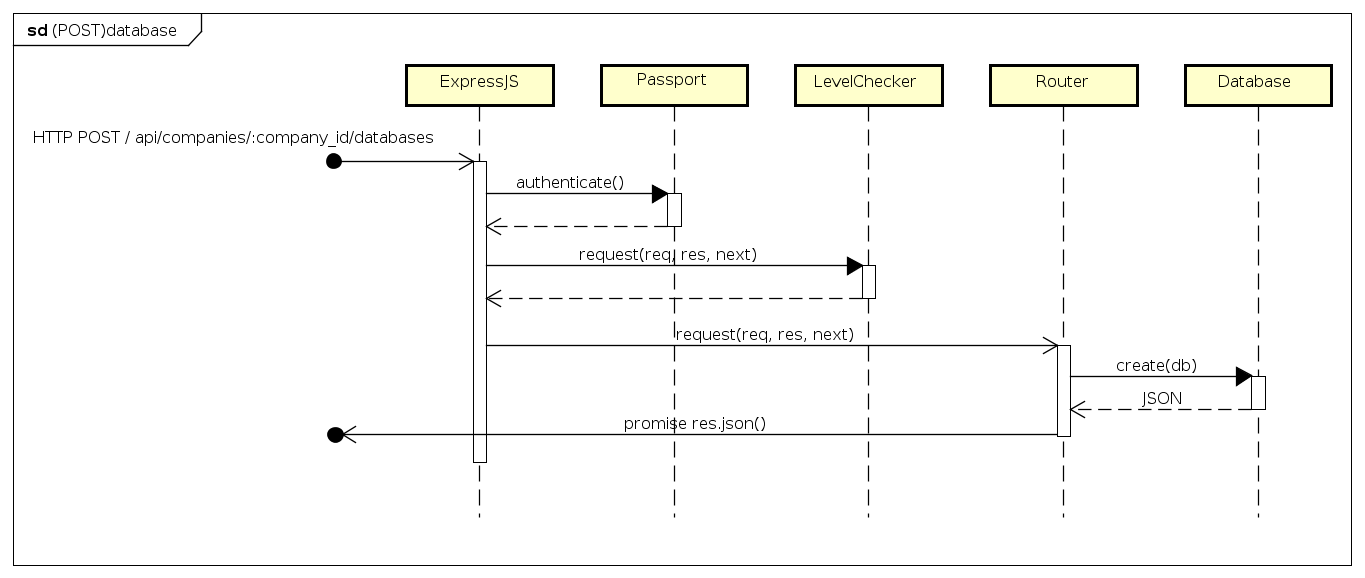 sd (POST)database
ExpressJS
Passport
LevelChecker
Router
Database
HTTP POST / api/companies/:company_id/databases
authenticate()
request(req, res, next)
request(req, res, next)
create(db)
JSON
promise res.json()